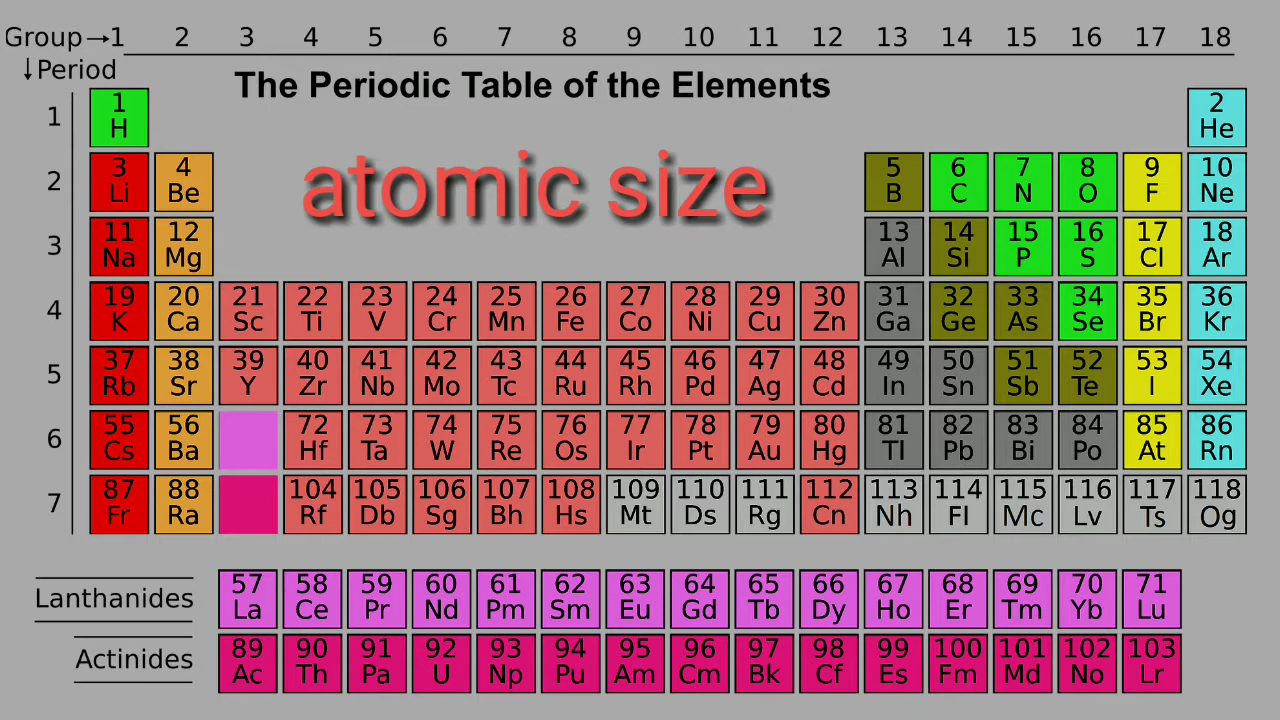 Group→1 2 3 4 5 6 7 8 9 10 11 12 13 14 15 16 17 18
↓Period
The Periodic Table of the Elements
1 1 2
H He
atomic size
2 3 4 5 6 7 8 9 10
Li Be B C N O F Ne
3 11 12 13 14 15 16 17 18
Na Mg Al Si P S Cl Ar
4 19 20 21 22 23 24 25 26 27 28 29 30 31 32 33 34 35 36
K Ca Sc Ti V Cr Mn Fe Co Ni Cu Zn Ga Ge As Se Br Kr
5 37 38 39 40 41 42 43 44 45 46 47 48 49 50 51 52 53 54
Rb Sr Y Zr Nb Mo Tc Ru Rh Pd Ag Cd In Sn Sb Te I Xe
6 55 56 72 73 74 75 76 77 78 79 80 81 82 83 84 85 86
Cs Ba Hf Ta W Re Os Ir Pt Au Hg Tl Pb Bi Po At Rn
7 87 88 104 105 106 107 108 109 110 111 112 113 114 115 116 117 118
Fr Ra Rf Db Sg Bh Hs Mt Ds Rg Cn Nh Fl Mc Lv Ts Og
Lanthanides 57 58 59 60 61 62 63 64 65 66 67 68 69 70 71
La Ce Pr Nd Pm Sm Eu Gd Tb Dy Ho Er Tm Yb Lu
Actinides 89 90 91 92 93 94 95 96 97 98 99 100 101 102 103
Ac Th Pa U Np Pu Am Cm Bk Cf Es Fm Md No Lr